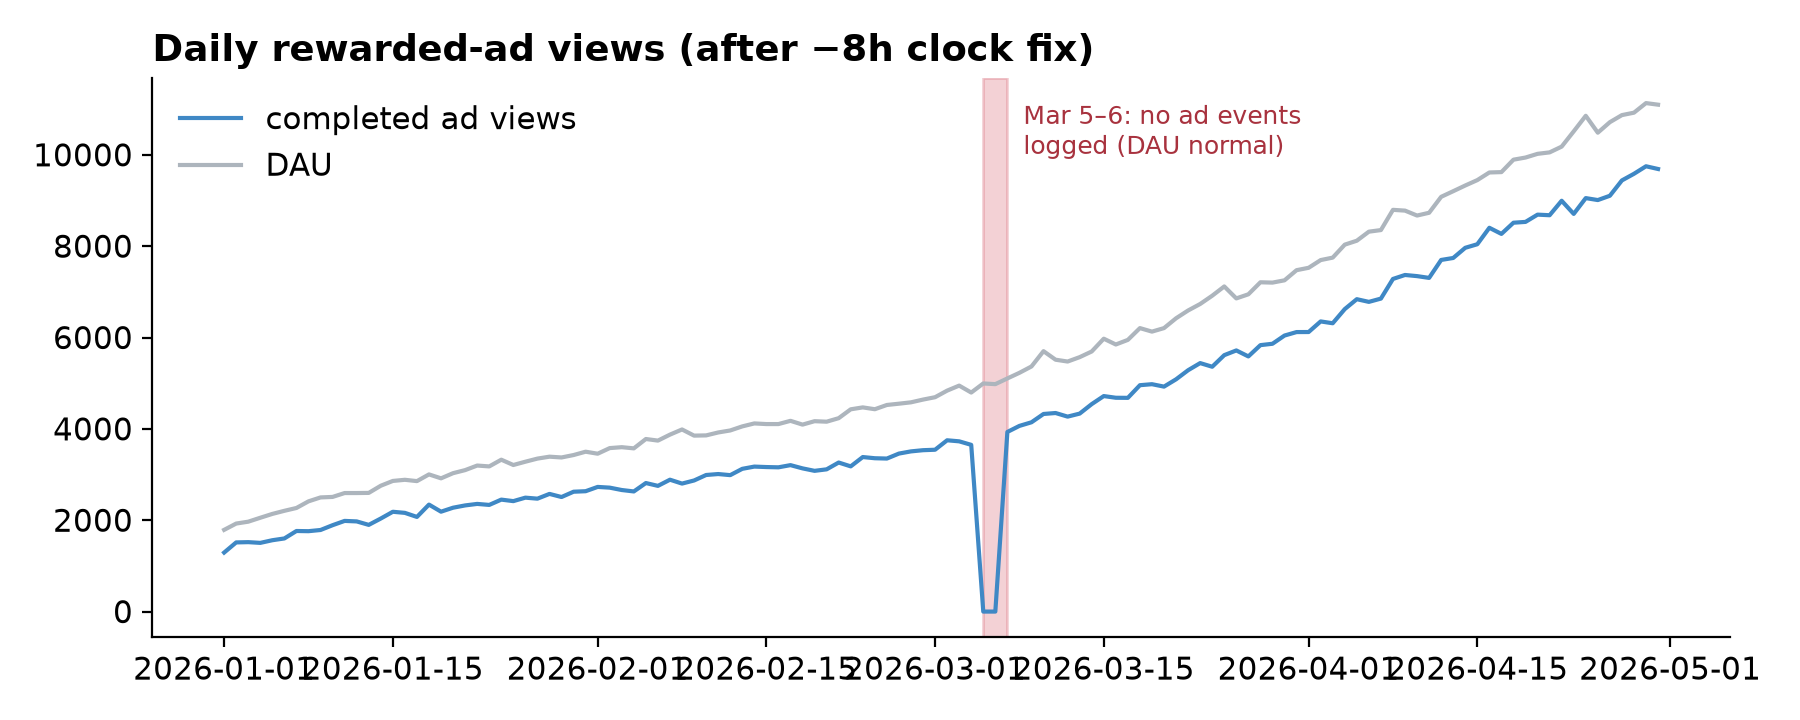 Daily rewarded-ad views (after −8h clock fix)
completed ad views
DAU
Mar 5–6: no ad events
logged (DAU normal)
10000
8000
6000
4000
2000
0
2026-01-01 2026-01-15 2026-02-01 2026-02-15 2026-03-01 2026-03-15 2026-04-01 2026-04-15 2026-05-01